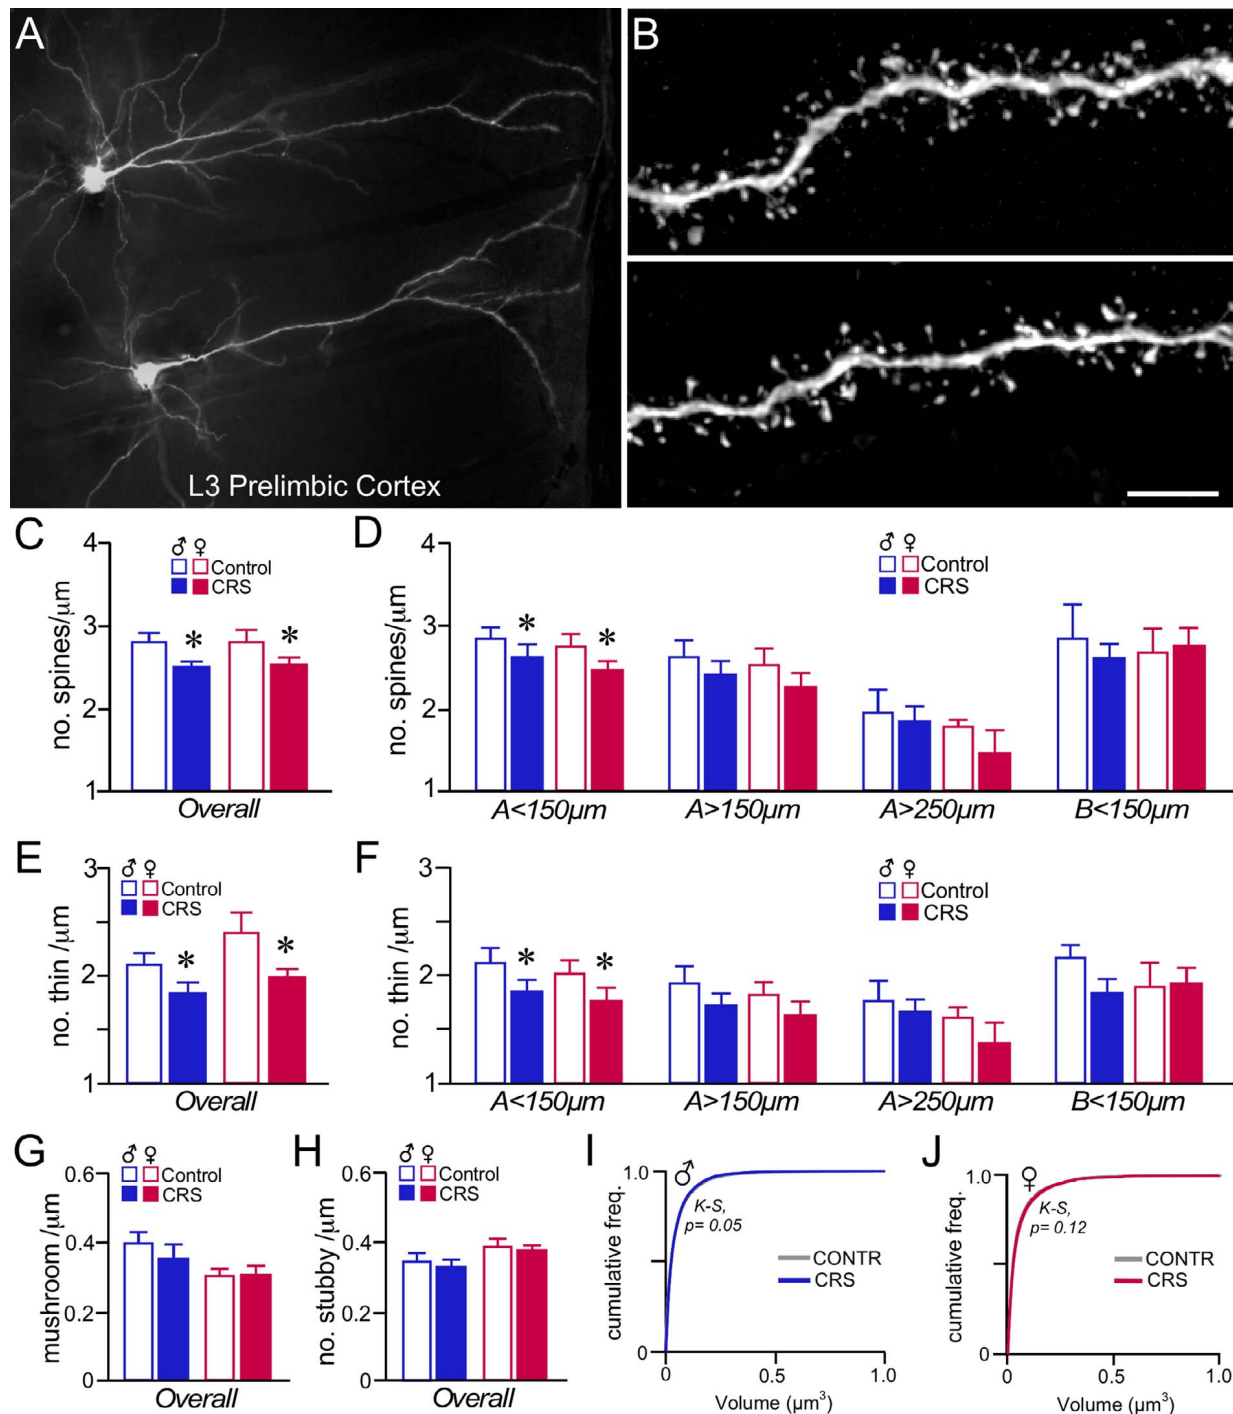 A
B
L3 Prelimbic Cortex
C
4
3
2
1
no. spines/μm
♂ ♀
Control
CRS
*
*
Overall
D
4
3
2
1
no. spines/μm
♂ ♀
Control
CRS
*
*
A<150μm
A>150μm
A>250μm
B<150μm
E
3
2
1
no. thin /μm
♂ ♀
Control
CRS
*
*
Overall
F
3
2
1
no. thin /μm
♂ ♀
Control
CRS
*
*
A<150μm
A>150μm
A>250μm
B<150μm
G
0.6
0.4
0.2
0
mushroom /μm
♂ ♀
Control
CRS
Overall
H
0.6
0.4
0.2
0
no. stubby /μm
♂ ♀
Control
CRS
Overall
I
1.0
0
cumulative freq.
♂
K-S,
p= 0.05
CONTR
CRS
0
0.5
1.0
Volume (μm³)
J
1.0
0
cumulative freq.
♀
K-S,
p= 0.12
CONTR
CRS
0
0.5
1.0
Volume (μm³)